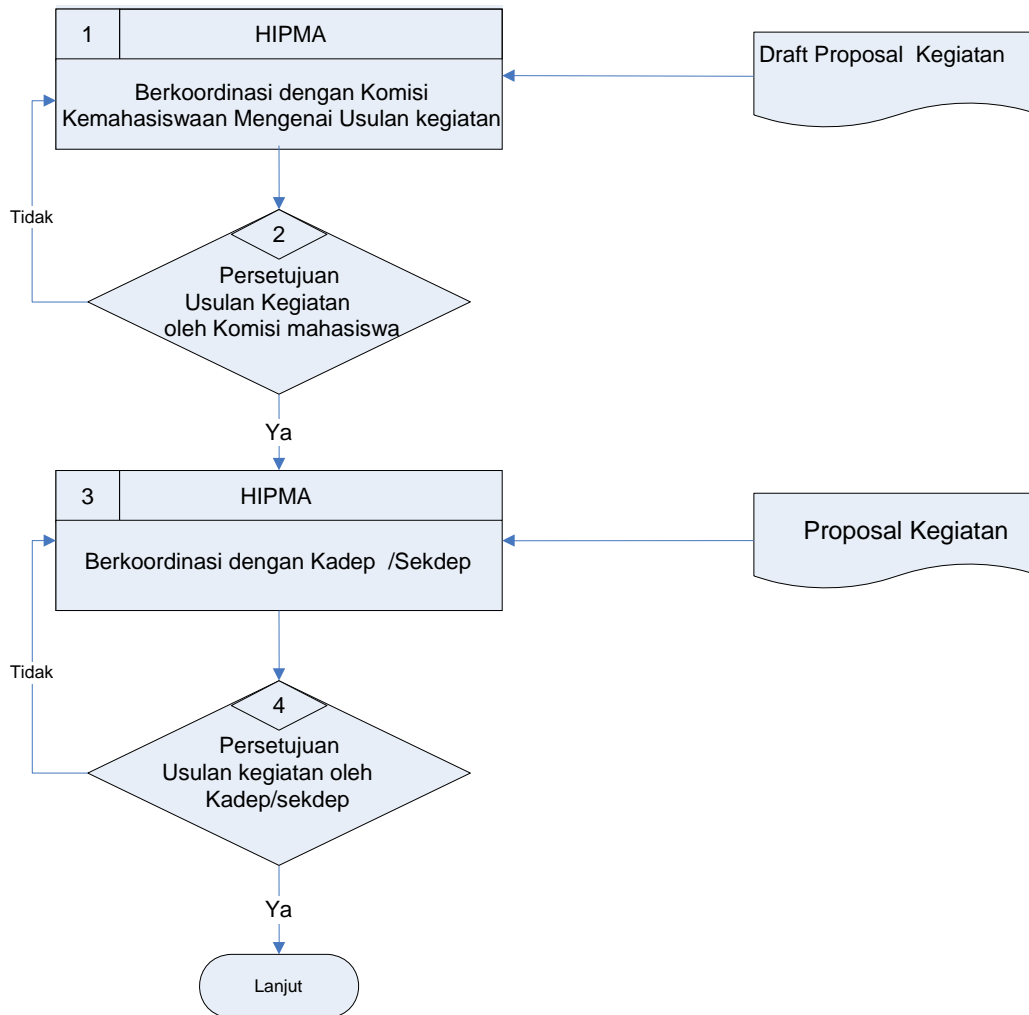 1
HIPMA
Berkoordinasi dengan Komisi
Kemahasiswaan Mengenai Usulan kegiatan
Draft Proposal Kegiatan
Tidak
2
Persetujuan
Usulan Kegiatan
oleh Komisi mahasiswa
Ya
3
HIPMA
Berkoordinasi dengan Kadep /Sekdep
Proposal Kegiatan
Tidak
4
Persetujuan
Usulan kegiatan oleh
Kadep/sekdep
Ya
Lanjut